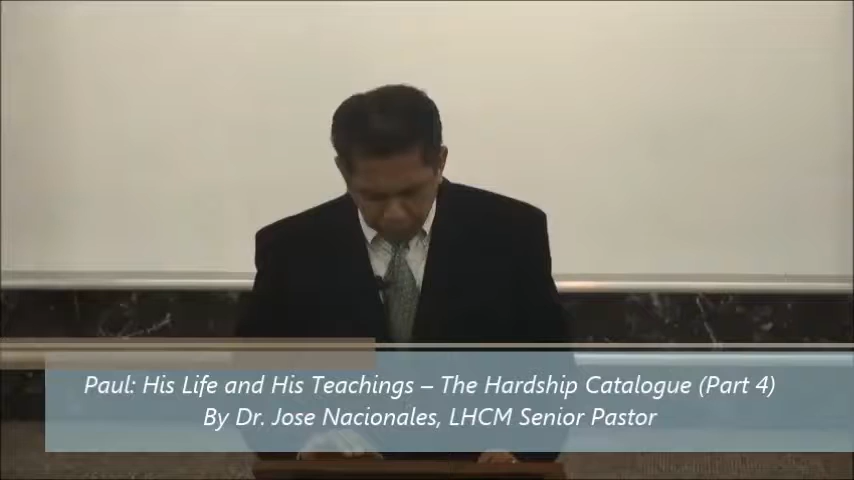 Paul: His Life and His Teachings – The Hardship Catalogue (Part 4)
By Dr. Jose Nacionales, LHCM Senior Pastor